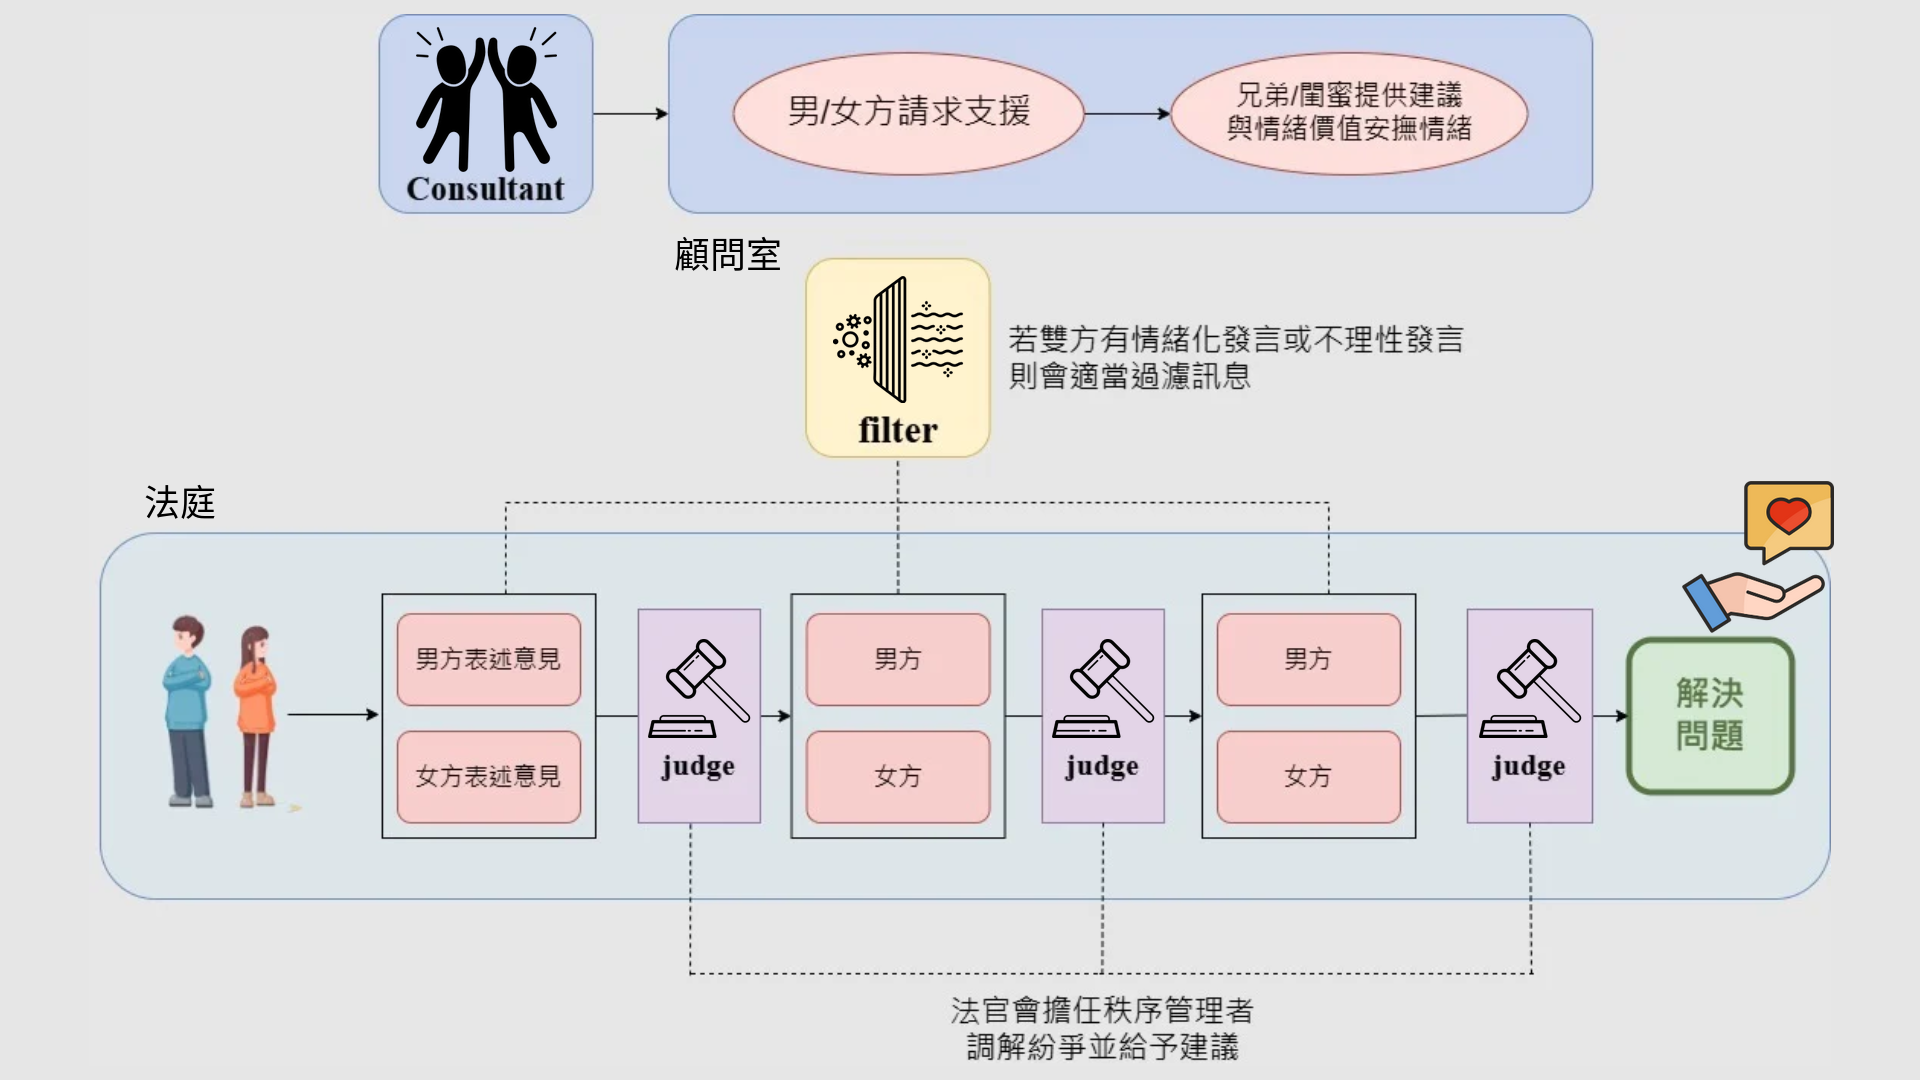 Consultant
男/女方請求支援
兄弟/閨蜜提供建議
與情緒價值安撫情緒
顧問室
filter
若雙方有情緒化發言或不理性發言
則會適當過濾訊息
法庭
男方表述意見
女方表述意見
judge
男方
女方
judge
男方
女方
judge
解決
問題
法官會擔任秩序管理者
調解紛爭並給予建議